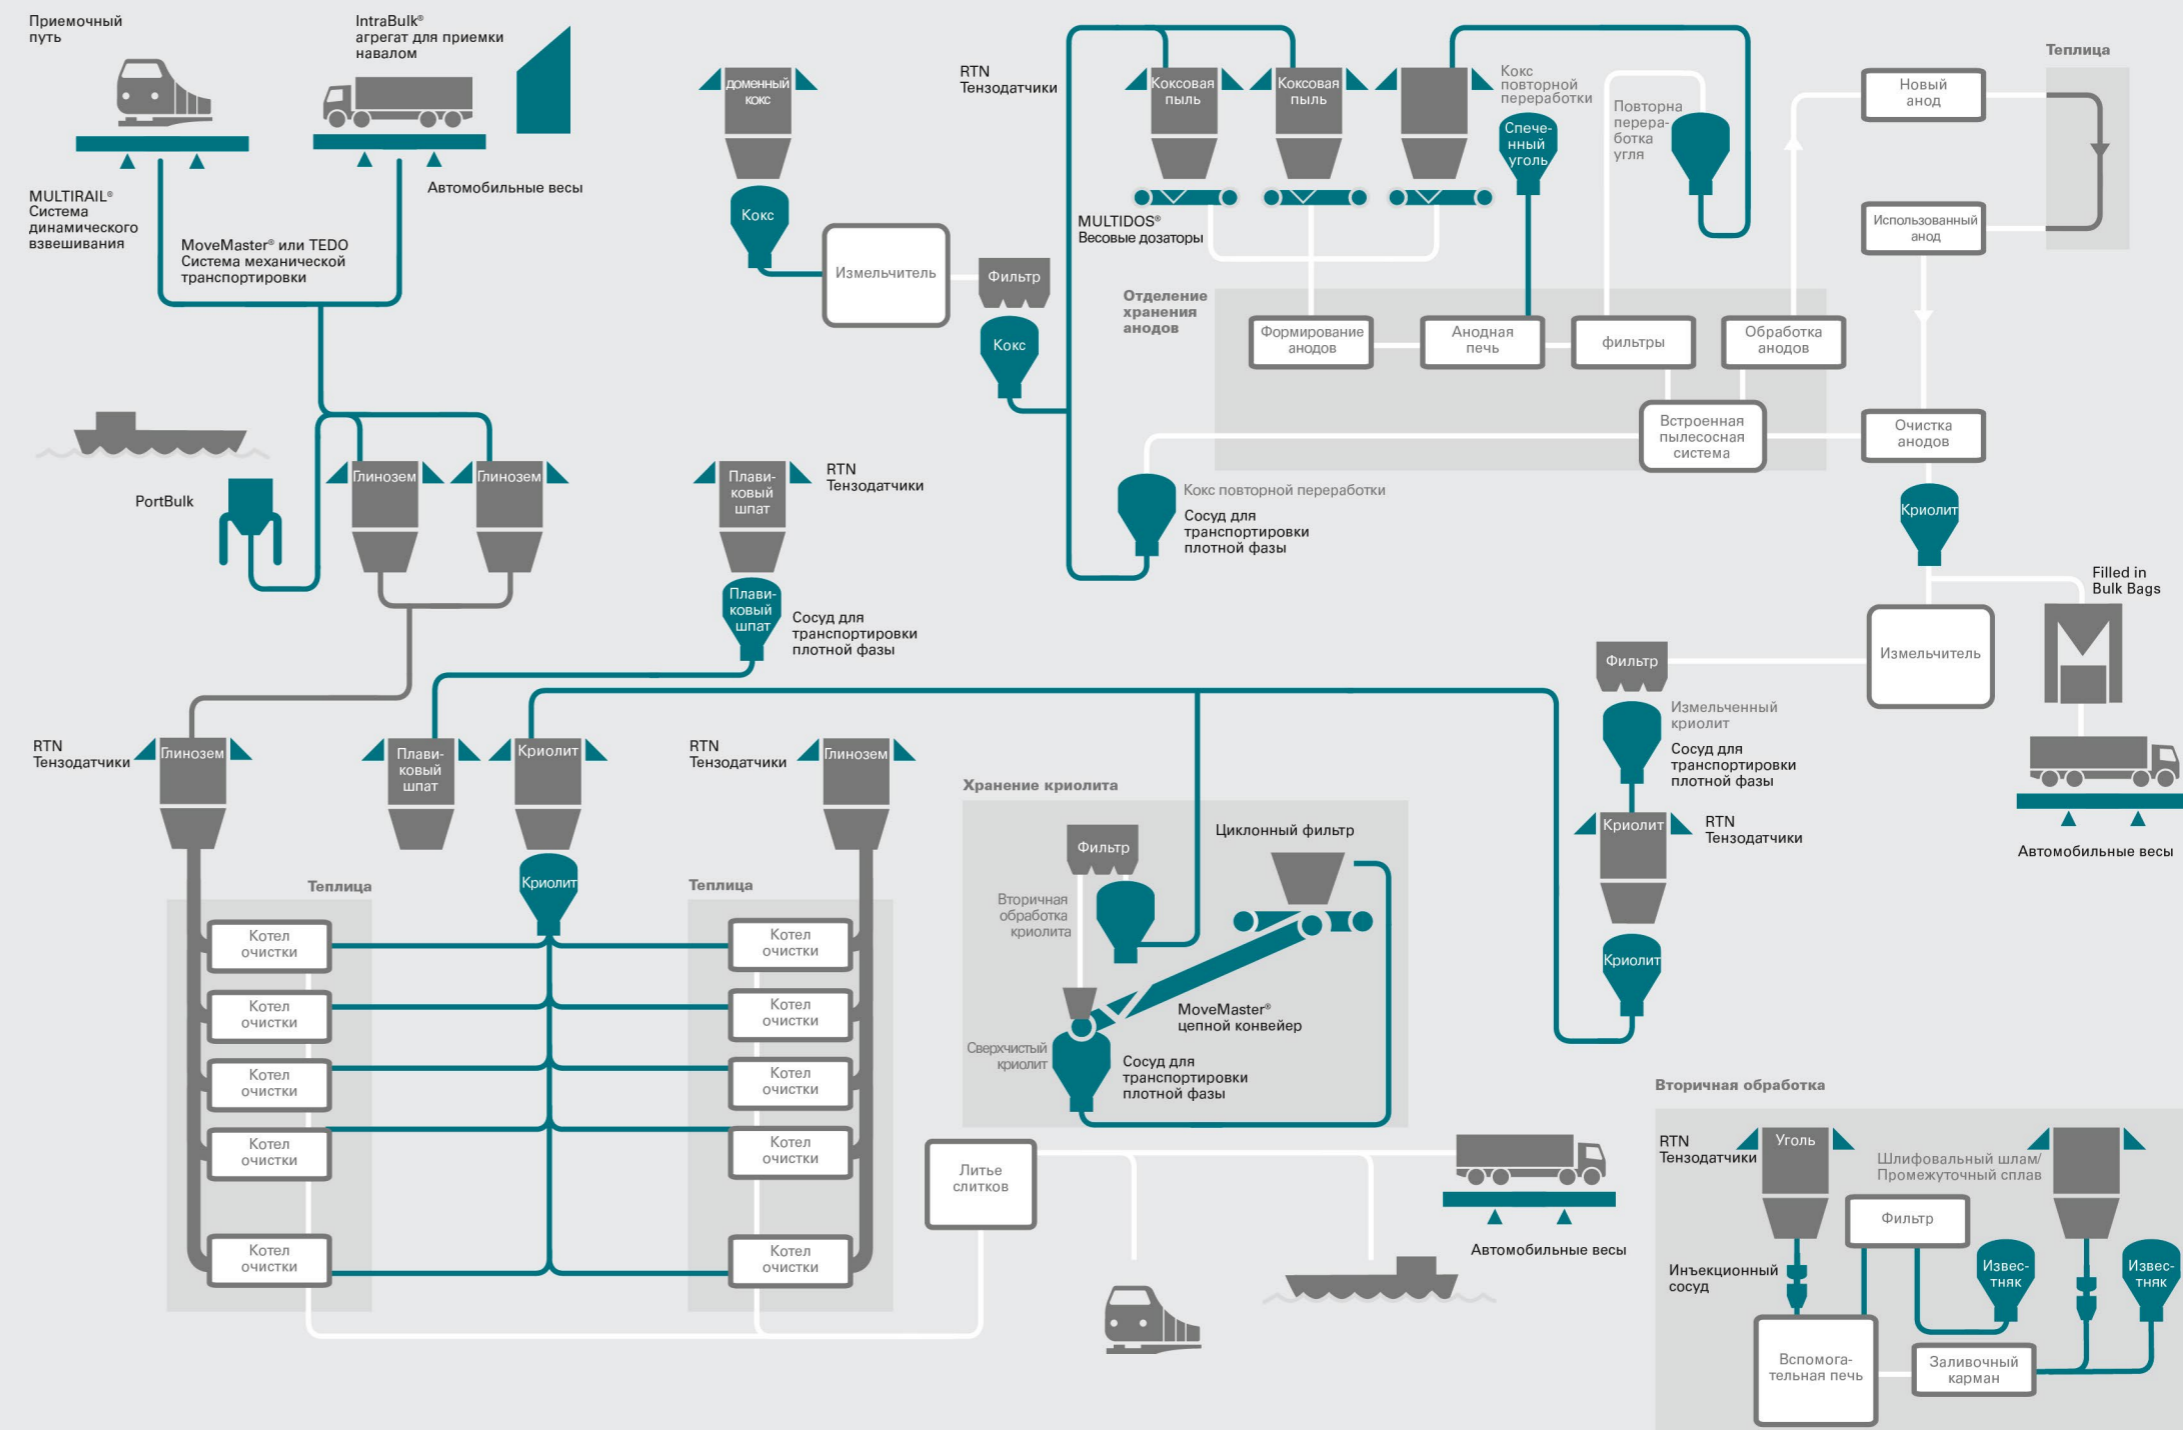 Приемочный
путь
IntraBulk®
агрегат для приемки
навалом
MULTIRAIL®
Система
динамического
взвешивания
Автомобильные весы
MoveMaster® или TEDO
Система механической
транспортировки
PortBulk
Глинозем
Глинозем
доменный
кокс
Кокс
Измельчитель
Фильтр
Кокс
RTN
Тензодатчики
Коксовая
пыль
Коксовая
пыль
Кокс
повторной
переработки
Спечен-
ный
уголь
Повторна
перера-
ботка
угля
MULTIDOS®
Весовые дозаторы
Теплица
Новый
анод
Использованный
анод
Отделение
хранения
анодов
Формирование
анодов
Анодная
печь
фильтры
Обработка
анодов
Встроенная
пылесосная
система
Очистка
анодов
Криолит
Кокс повторной переработки
Сосуд для
транспортировки
плотной фазы
Плави-
ковый
шпат
RTN
Тензодатчики
Плави-
ковый
шпат
Сосуд для
транспортировки
плотной фазы
Filled in
Bulk Bags
Измельчитель
Фильтр
Измельченный
криолит
Сосуд для
транспортировки
плотной фазы
Криолит
RTN
Тензодатчики
Криолит
Автомобильные весы
RTN
Тензодатчики
Глинозем
Плави-
ковый
шпат
Криолит
RTN
Тензодатчики
Глинозем
Криолит
Теплица
Котел
очистки
Котел
очистки
Котел
очистки
Котел
очистки
Котел
очистки
Теплица
Котел
очистки
Котел
очистки
Котел
очистки
Котел
очистки
Котел
очистки
Хранение криолита
Фильтр
Циклонный фильтр
Вторичная
обработка
криолита
MoveMaster®
цепной конвейер
Сверхчистый
криолит
Сосуд для
транспортировки
плотной фазы
Литье
слитков
Автомобильные весы
Вторичная обработка
RTN
Тензодатчики
Уголь
Шлифовальный шлам/
Промежуточный сплав
Фильтр
Инъекционный
сосуд
Извес-
тняк
Извес-
тняк
Вспомога-
тельная печь
Заливочный
карман